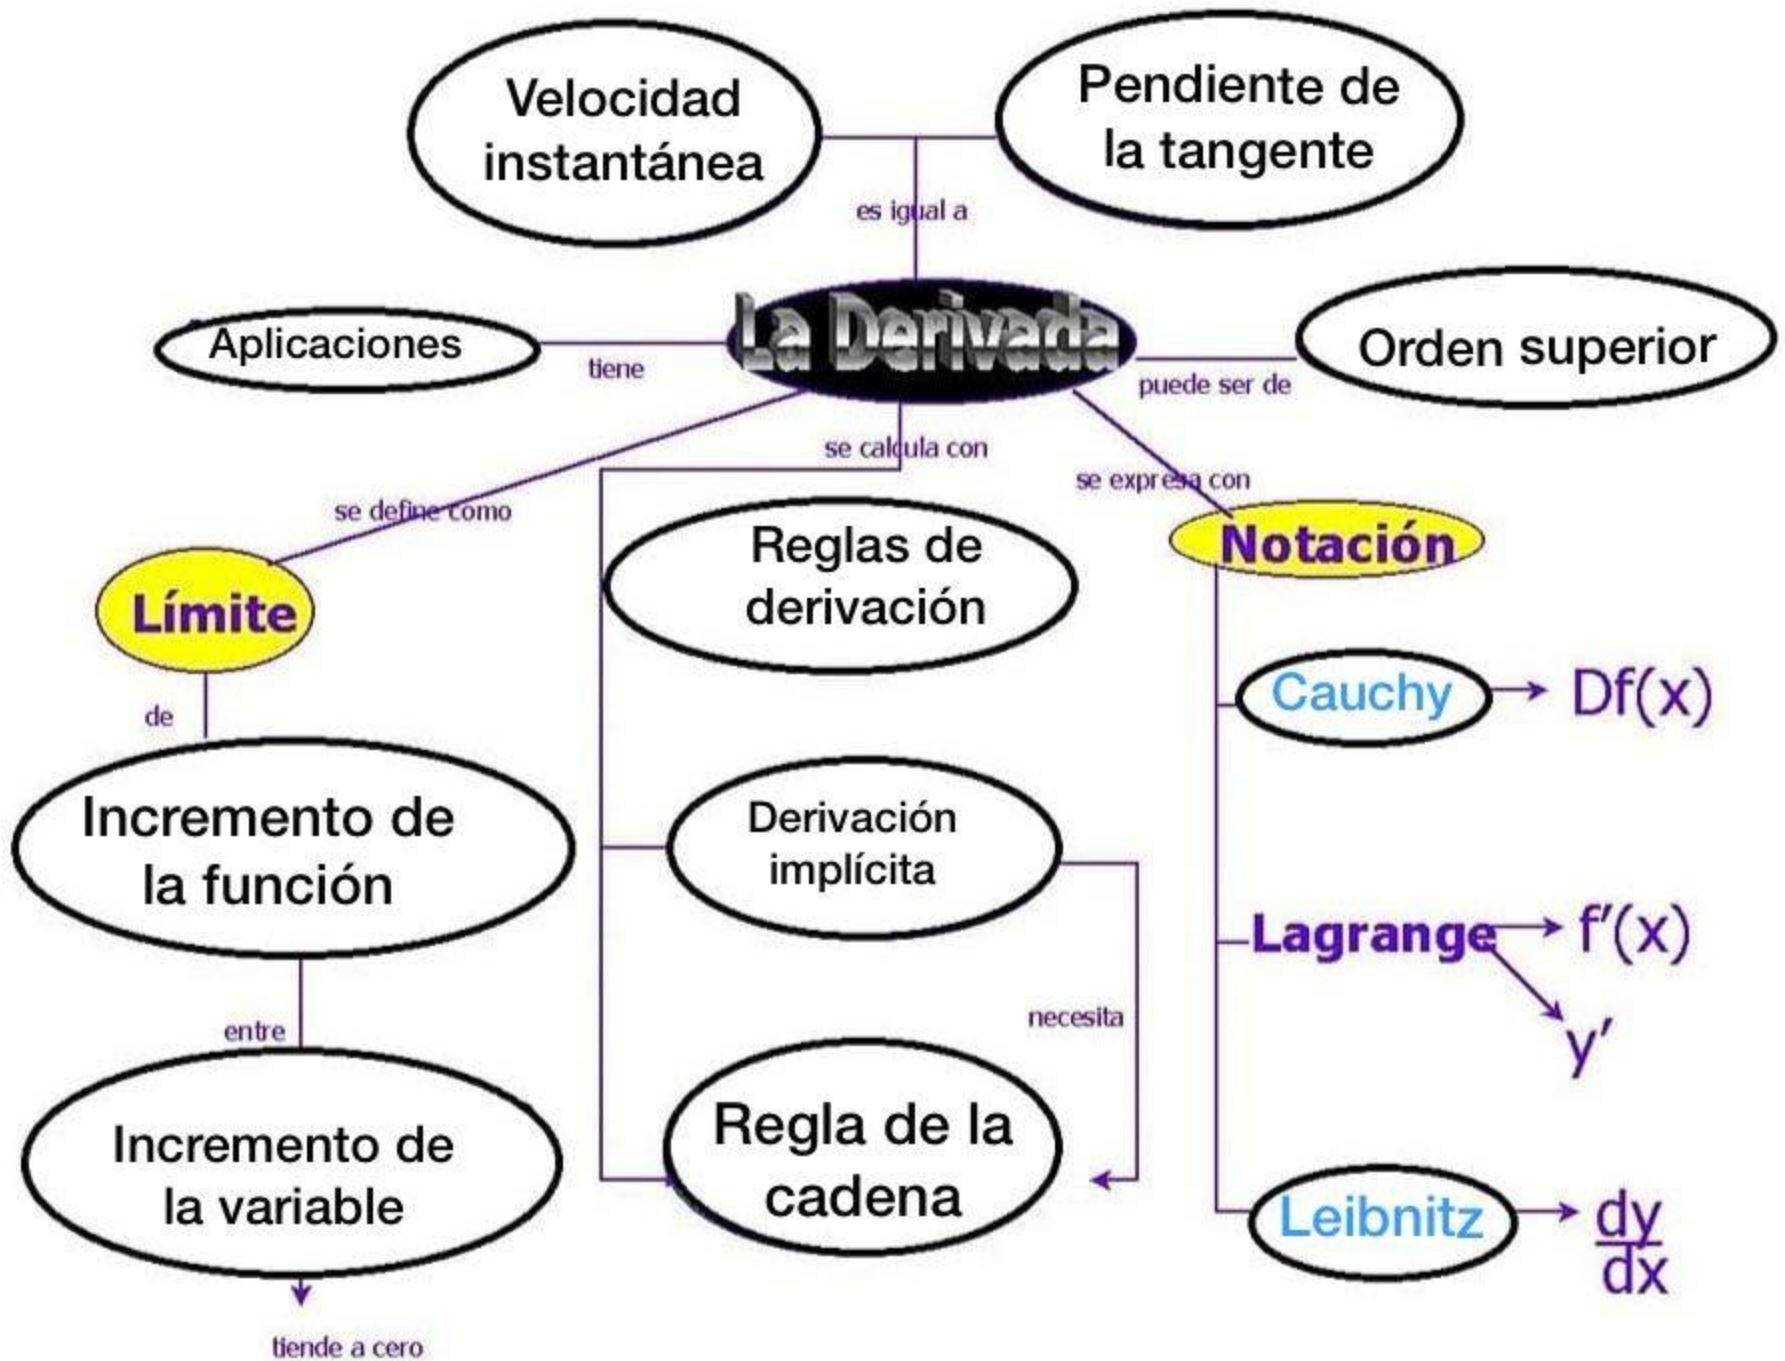 Velocidad
instantánea
Pendiente de
la tangente
es igual a
La Derivada
Aplicaciones
tiene
Orden superior
puede ser de
se calcula con
se expresa con
se define como
Límite
de
Incremento de
la función
entre
Incremento de
la variable
tiende a cero
Reglas de
derivación
Derivación
implícita
necesita
Regla de la
cadena
Notación
Cauchy
Df(x)
Lagrange
f'(x)
y'
Leibnitz
dy
dx